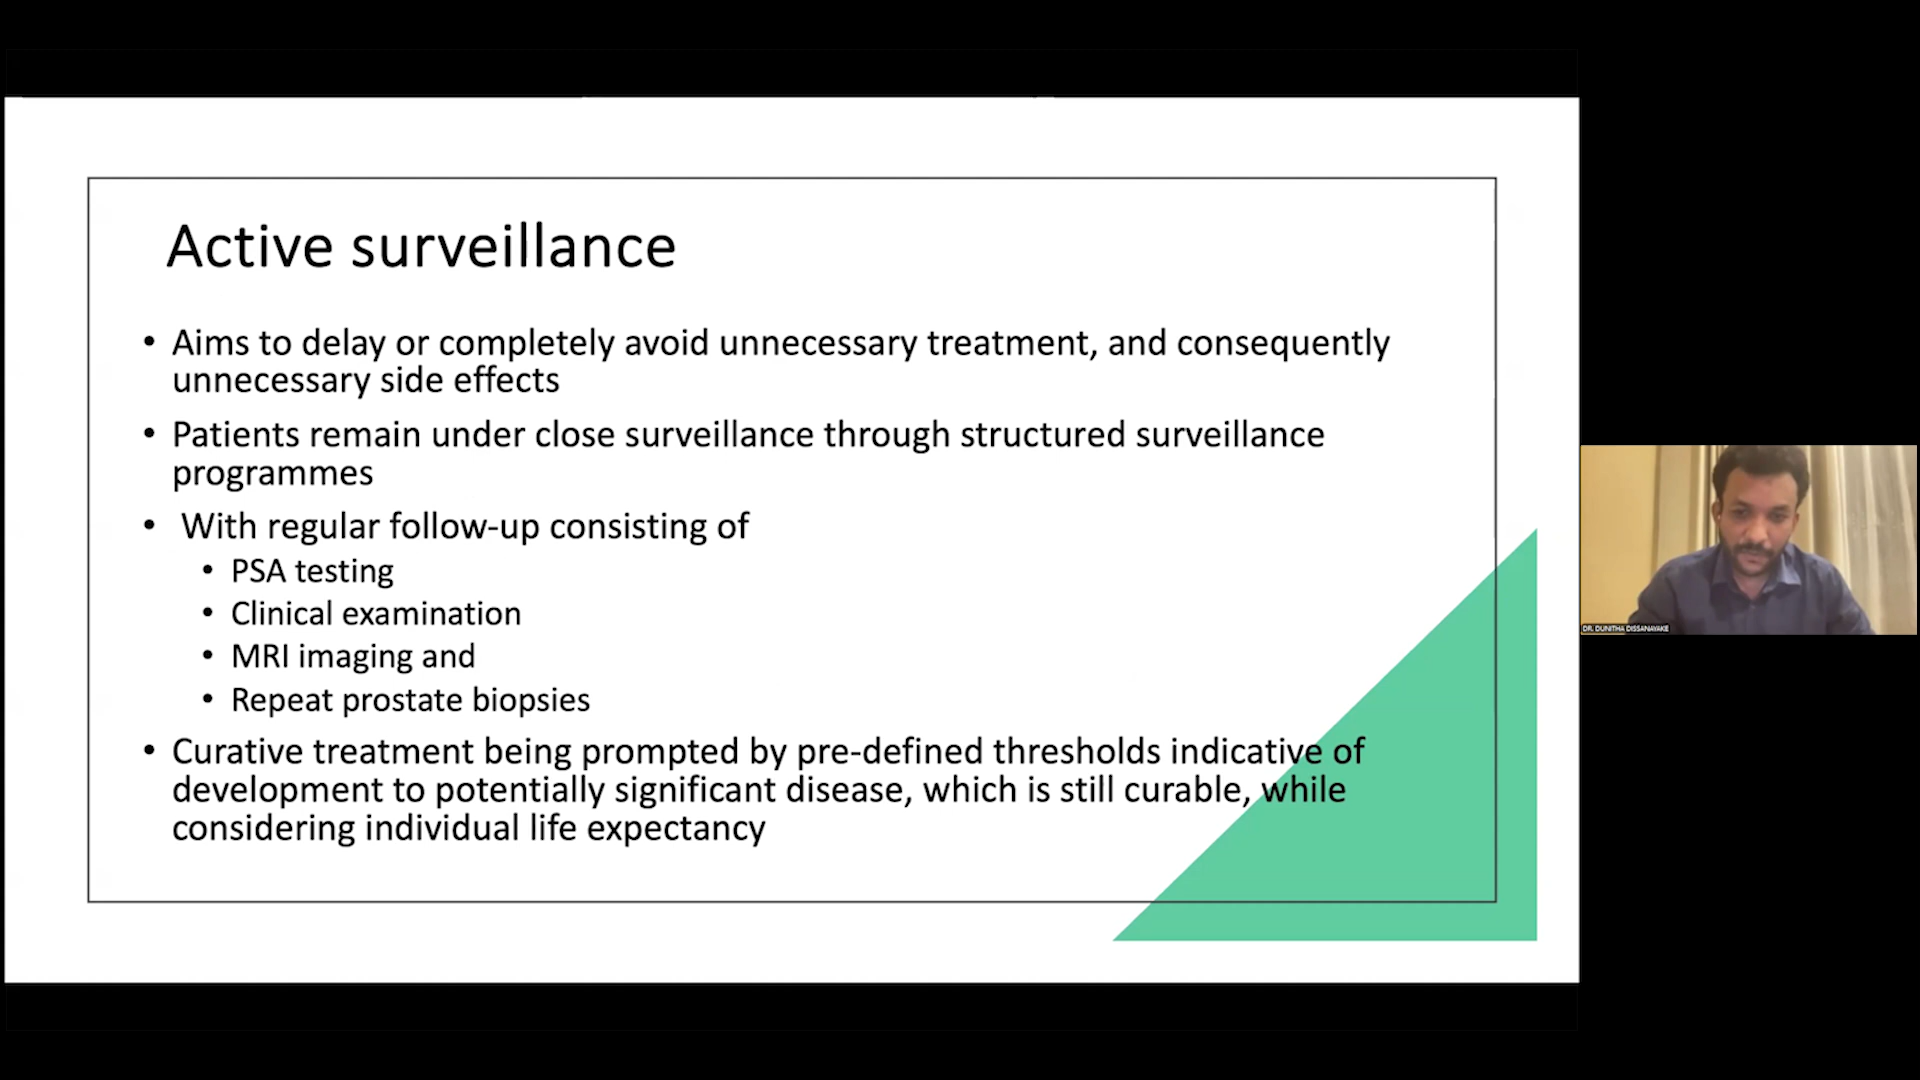 Active surveillance
• Aims to delay or completely avoid unnecessary treatment, and consequently
unnecessary side effects
• Patients remain under close surveillance through structured surveillance
programmes
• With regular follow-up consisting of
• PSA testing
• Clinical examination
• MRI imaging and
• Repeat prostate biopsies
• Curative treatment being prompted by pre-defined thresholds indicative of
development to potentially significant disease, which is still curable, while
considering individual life expectancy
DR. DUNITHA DISSANAYAKE